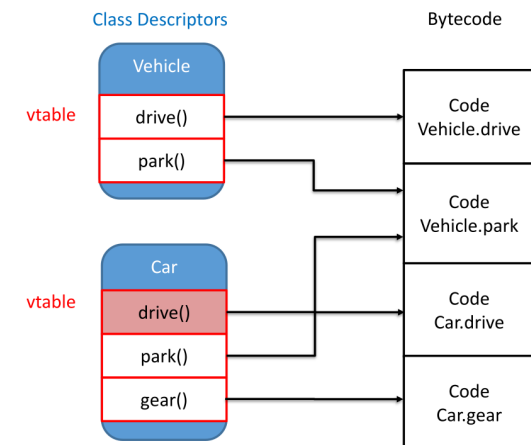 Class Descriptors
Bytecode
Vehicle
vtable
drive()
park()
Code
Vehicle.drive
Code
Vehicle.park
Car
vtable
drive()
park()
gear()
Code
Car.drive
Code
Car.gear